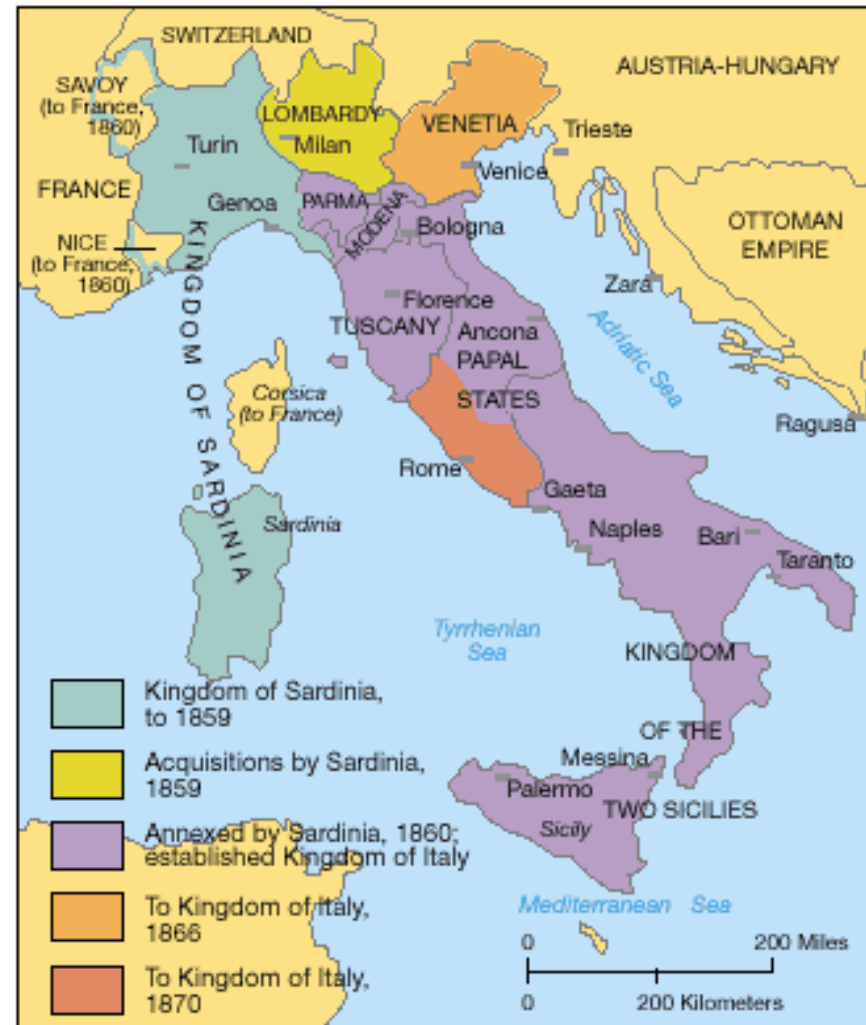 SWITZERLAND
AUSTRIA-HUNGARY
SAVOY
(to France,
1860)
LOMBARDY
Milan
VENETIA
Trieste
Turin
Venice
FRANCE
Genoa
PARMA
MODENA
Bologna
OTTOMAN
EMPIRE
NICE
(to France,
1860)
Zara
Florence
TUSCANY
Ancona
PAPAL
STATES
Adriatic Sea
KINGDOM OF SARDINIA
Corsica
(to France)
Ragusa
Rome
Gaeta
Sardinia
Naples
Bari
Taranto
Tyrrhenian
Sea
KINGDOM
OF THE
TWO SICILIES
Messina
Palermo
Sicily
Mediterranean Sea
Kingdom of Sardinia,
to 1859
Acquisitions by Sardinia,
1859
Annexed by Sardinia, 1860;
established Kingdom of Italy
To Kingdom of Italy,
1866
To Kingdom of Italy,
1870
0 200 Miles
0 200 Kilometers